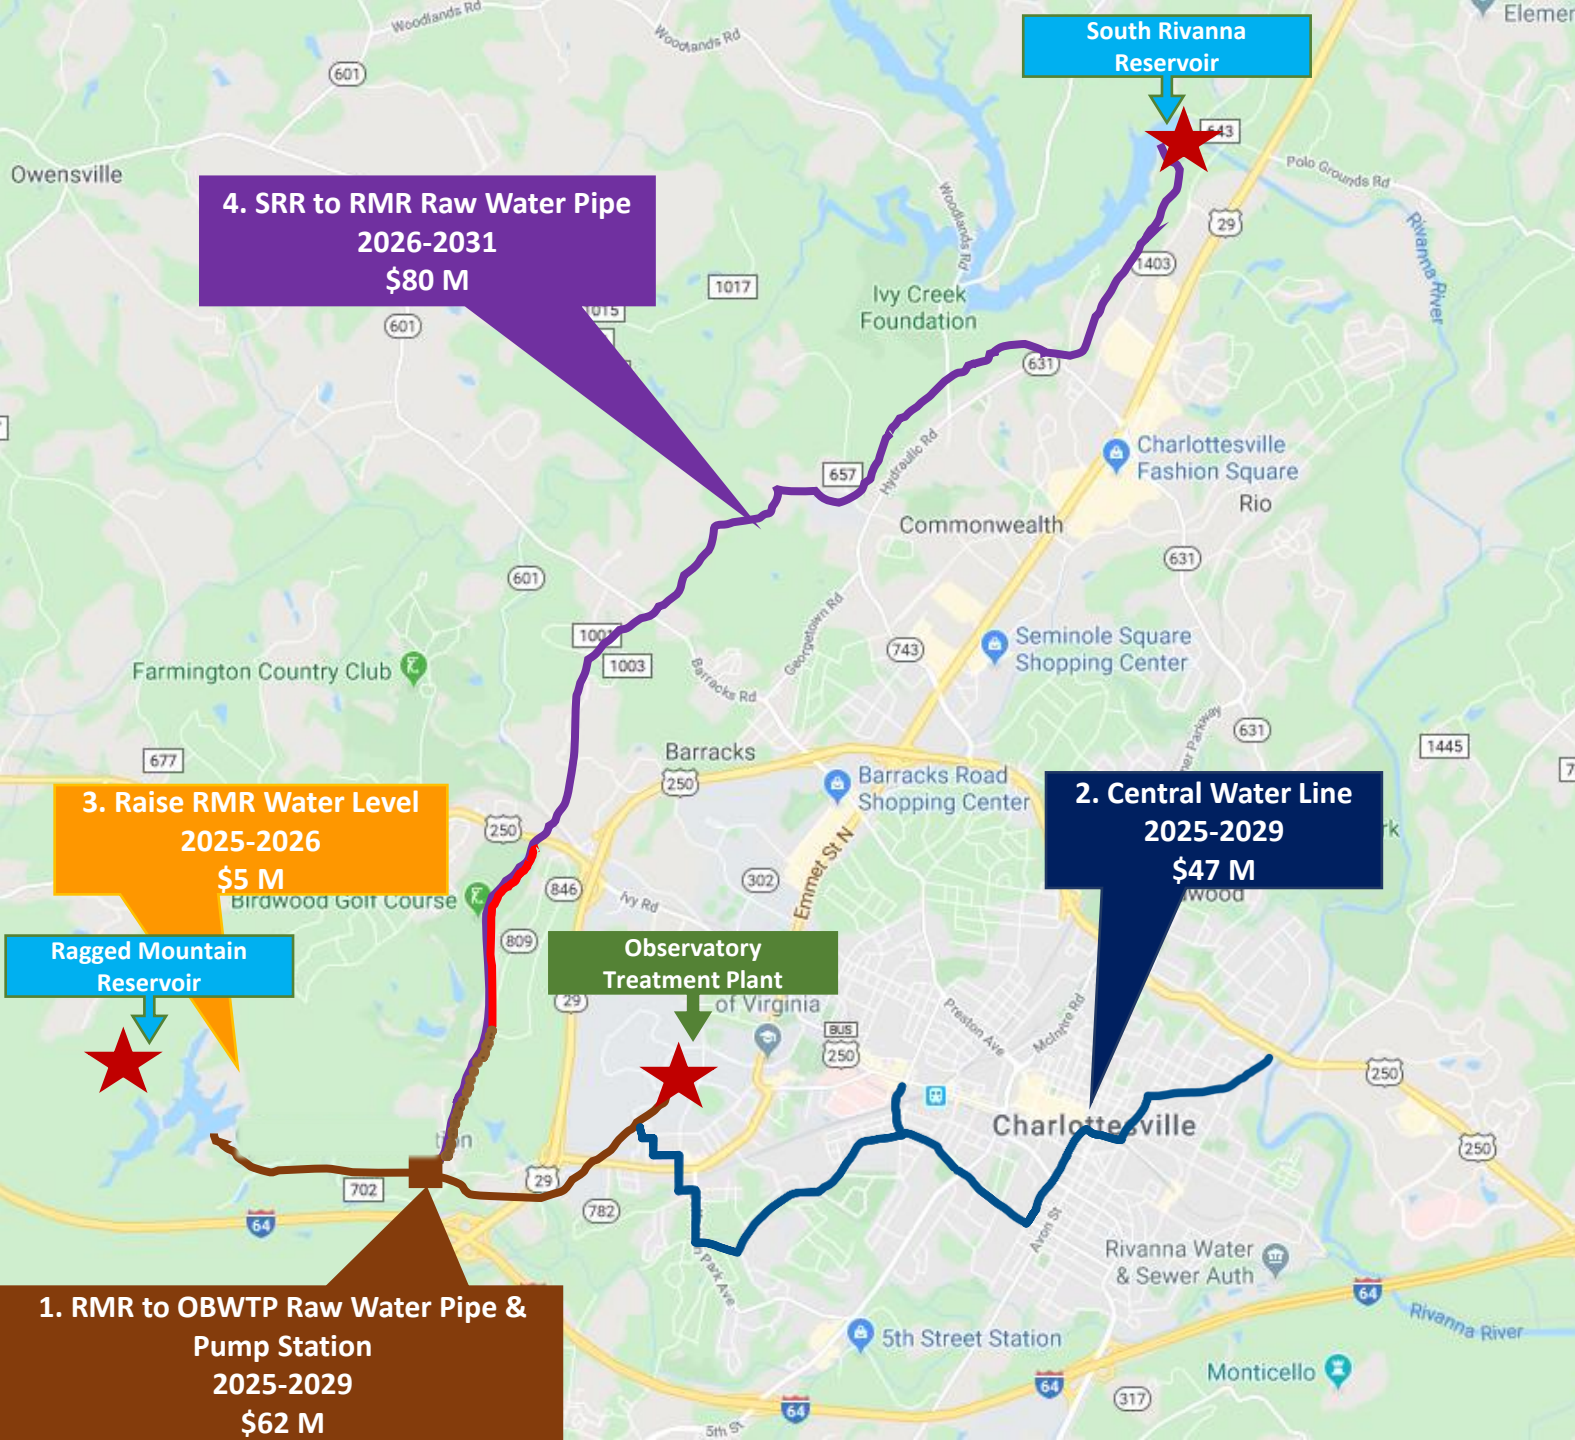 Woodlands Rd
Woodlands Rd
South Rivanna
Reservoir
Elemen
601
643
Owensville
Polo Grounds Rd
4. SRR to RMR Raw Water Pipe
2026-2031
$80 M
Woodlands Rd
29
Rivanna River
1403
1017
Ivy Creek
Foundation
1015
601
631
657
Hydraulic Rd
Charlottesville
Fashion Square
Rio
Commonwealth
631
601
Georgetown Rd
1001
1003
743
Seminole Square
Shopping Center
Farmington Country Club
Barracks Rd
631
1445
677
Barracks
250
Barracks Road
Shopping Center
3. Raise RMR Water Level
2025-2026
$5 M
2. Central Water Line
2025-2029
$47 M
250
Emmet St N
302
846
Ivy Rd
Birdwood Golf Course
809
Ragged Mountain
Reservoir
Observatory
Treatment Plant
of Virginia
29
Preston Ave
McIntire Rd
BUS
250
250
Charlottesville
250
702
29
782
64
Park Ave
Avon St
Rivanna Water
& Sewer Auth
64
Rivanna River
1. RMR to OBWTP Raw Water Pipe &
Pump Station
2025-2029
$62 M
5th Street Station
Monticello
64
317
64
5th St